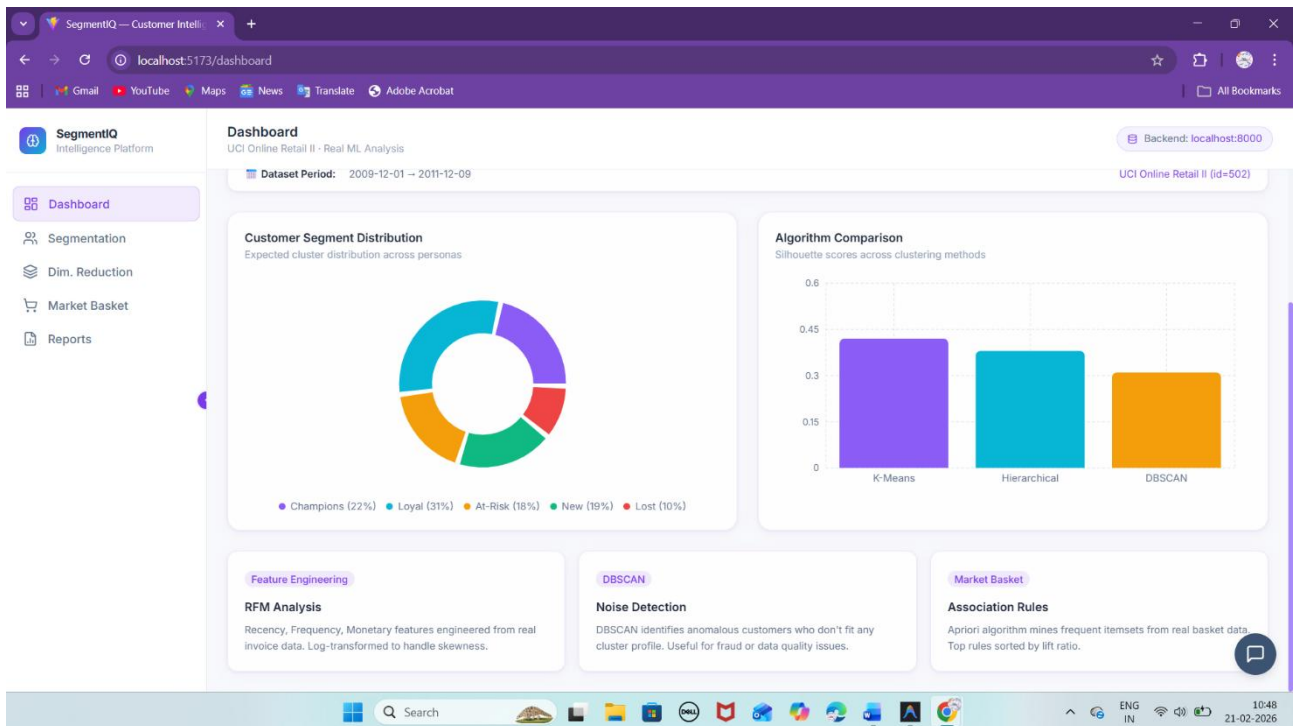 SegmentIQ — Customer Intellig
localhost:5173/dashboard
Gmail YouTube Maps News Translate Adobe Acrobat All Bookmarks
SegmentIQ
Intelligence Platform
Dashboard
Segmentation
Dim. Reduction
Market Basket
Reports
Dashboard
UCI Online Retail II · Real ML Analysis
Backend: localhost:8000
Dataset Period: 2009-12-01 → 2011-12-09
UCI Online Retail II (id=502)
Customer Segment Distribution
Expected cluster distribution across personas
Champions (22%) Loyal (31%) At-Risk (18%) New (19%) Lost (10%)
Algorithm Comparison
Silhouette scores across clustering methods
0.6
0.45
0.3
0.15
0
K-Means Hierarchical DBSCAN
Feature Engineering
RFM Analysis
Recency, Frequency, Monetary features engineered from real
invoice data. Log-transformed to handle skewness.
DBSCAN
Noise Detection
DBSCAN identifies anomalous customers who don't fit any
cluster profile. Useful for fraud or data quality issues.
Market Basket
Association Rules
Apriori algorithm mines frequent itemsets from real basket data.
Top rules sorted by lift ratio.
Search
DELL
ENG
IN
10:48
21-02-2026